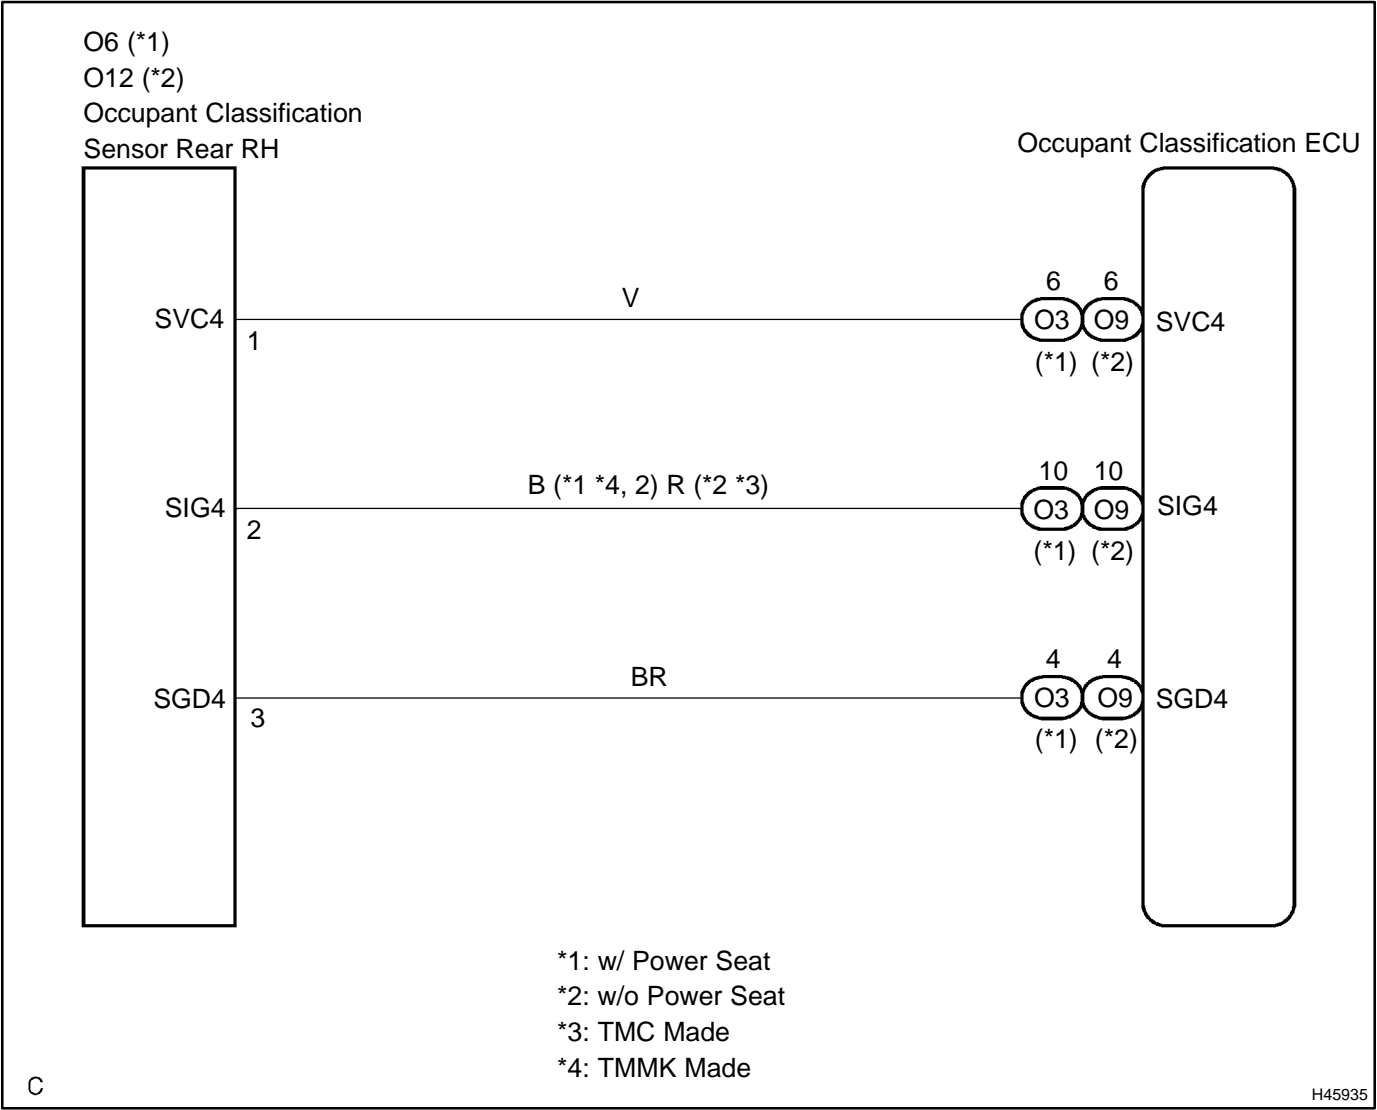 O6 (*1)
O12 (*2)
Occupant Classification
Sensor Rear RH
Occupant Classification ECU
V
6 6
SVC4
1
O3 O9
SVC4
(*1) (*2)
B (*1 *4, 2) R (*2 *3)
10 10
SIG4
2
O3 O9
SIG4
(*1) (*2)
BR
4 4
SGD4
3
O3 O9
SGD4
(*1) (*2)
*1: w/ Power Seat
*2: w/o Power Seat
*3: TMC Made
*4: TMMK Made
C
H45935